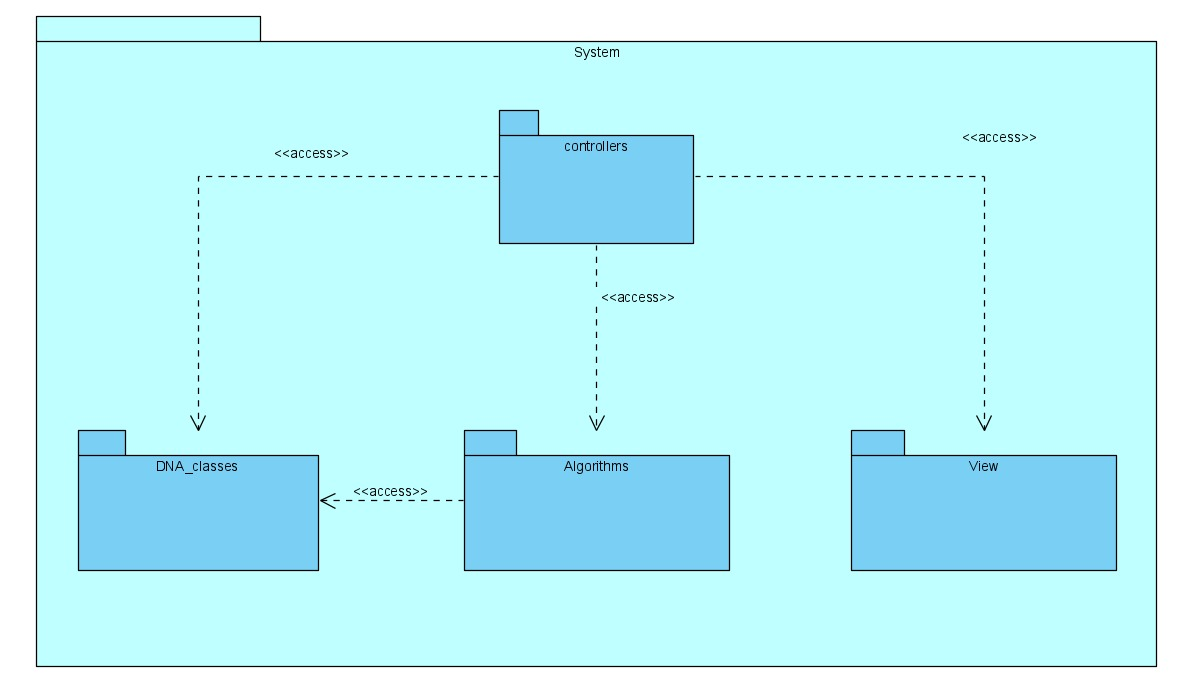 System
<<access>>
controllers
<<access>>
<<access>>
DNA_classes
Algorithms
View
<<access>>